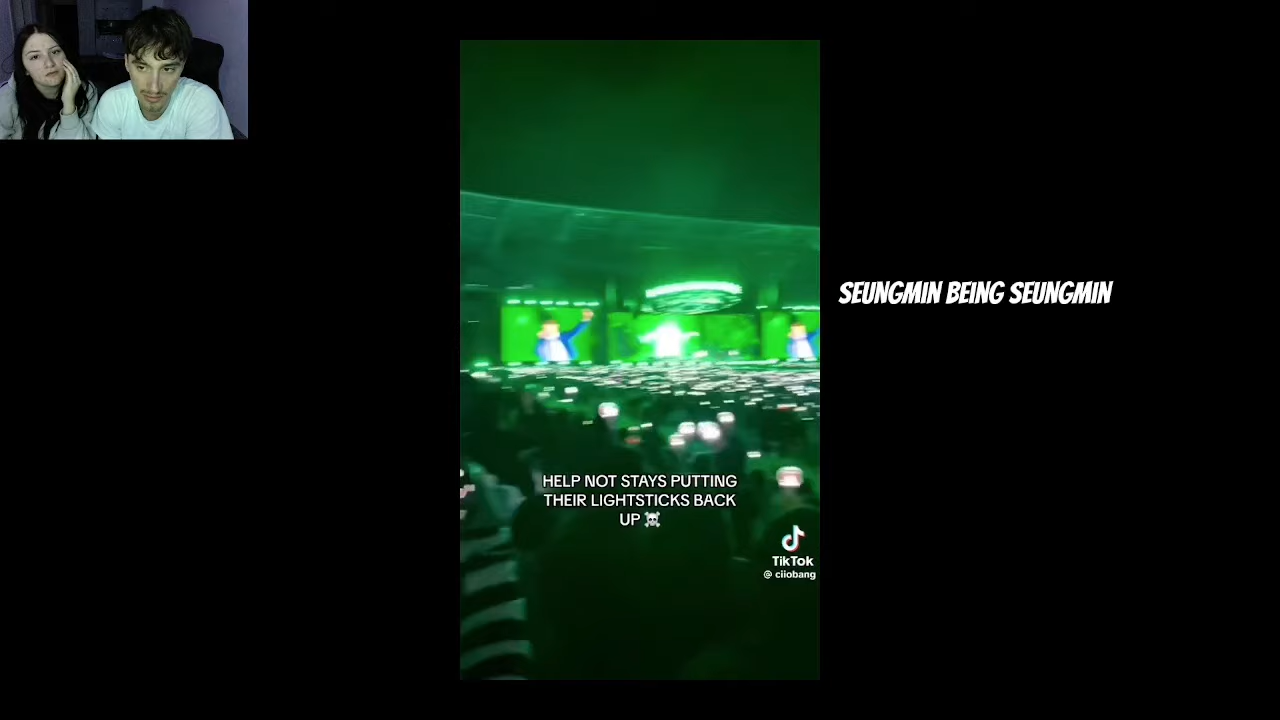 SEUNGMIN BEING SEUNGMIN
HELP NOT STAYS PUTTING
THEIR LIGHTSTICKS BACK
UP ☠️
TikTok
@ ciiobang